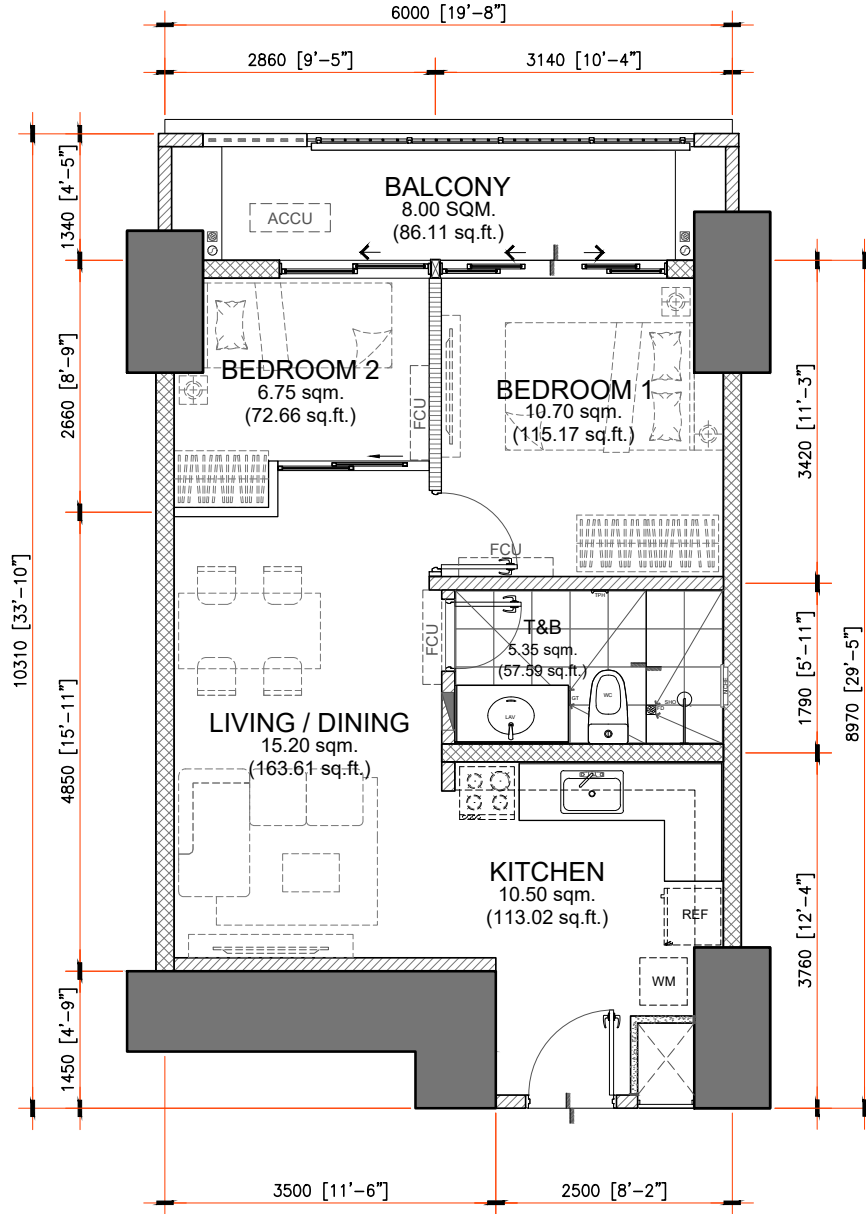 6000 [19'-8"]
2860 [9'-5"]
3140 [10'-4"]
1340 [4'-5"]
2660 [8'-9"]
10310 [33'-10"]
4850 [15'-11"]
1450 [4'-9"]
BALCONY
8.00 SQM.
(86.11 sq.ft.)
ACCU
BEDROOM 2
6.75 sqm.
(72.66 sq.ft.)
FCU
BEDROOM 1
10.70 sqm.
(115.17 sq.ft.)
FCU
3420 [11'-3"]
1790 [5'-11"]
8970 [29'-5"]
3760 [12'-4"]
TPH
T&B
5.35 sqm.
(57.59 sq.ft.)
FCU
GT
WC
SHO
FD
LAV
LIVING / DINING
15.20 sqm.
(163.61 sq.ft.)
KITCHEN
10.50 sqm.
(113.02 sq.ft.)
REF
WM
3500 [11'-6"]
2500 [8'-2"]